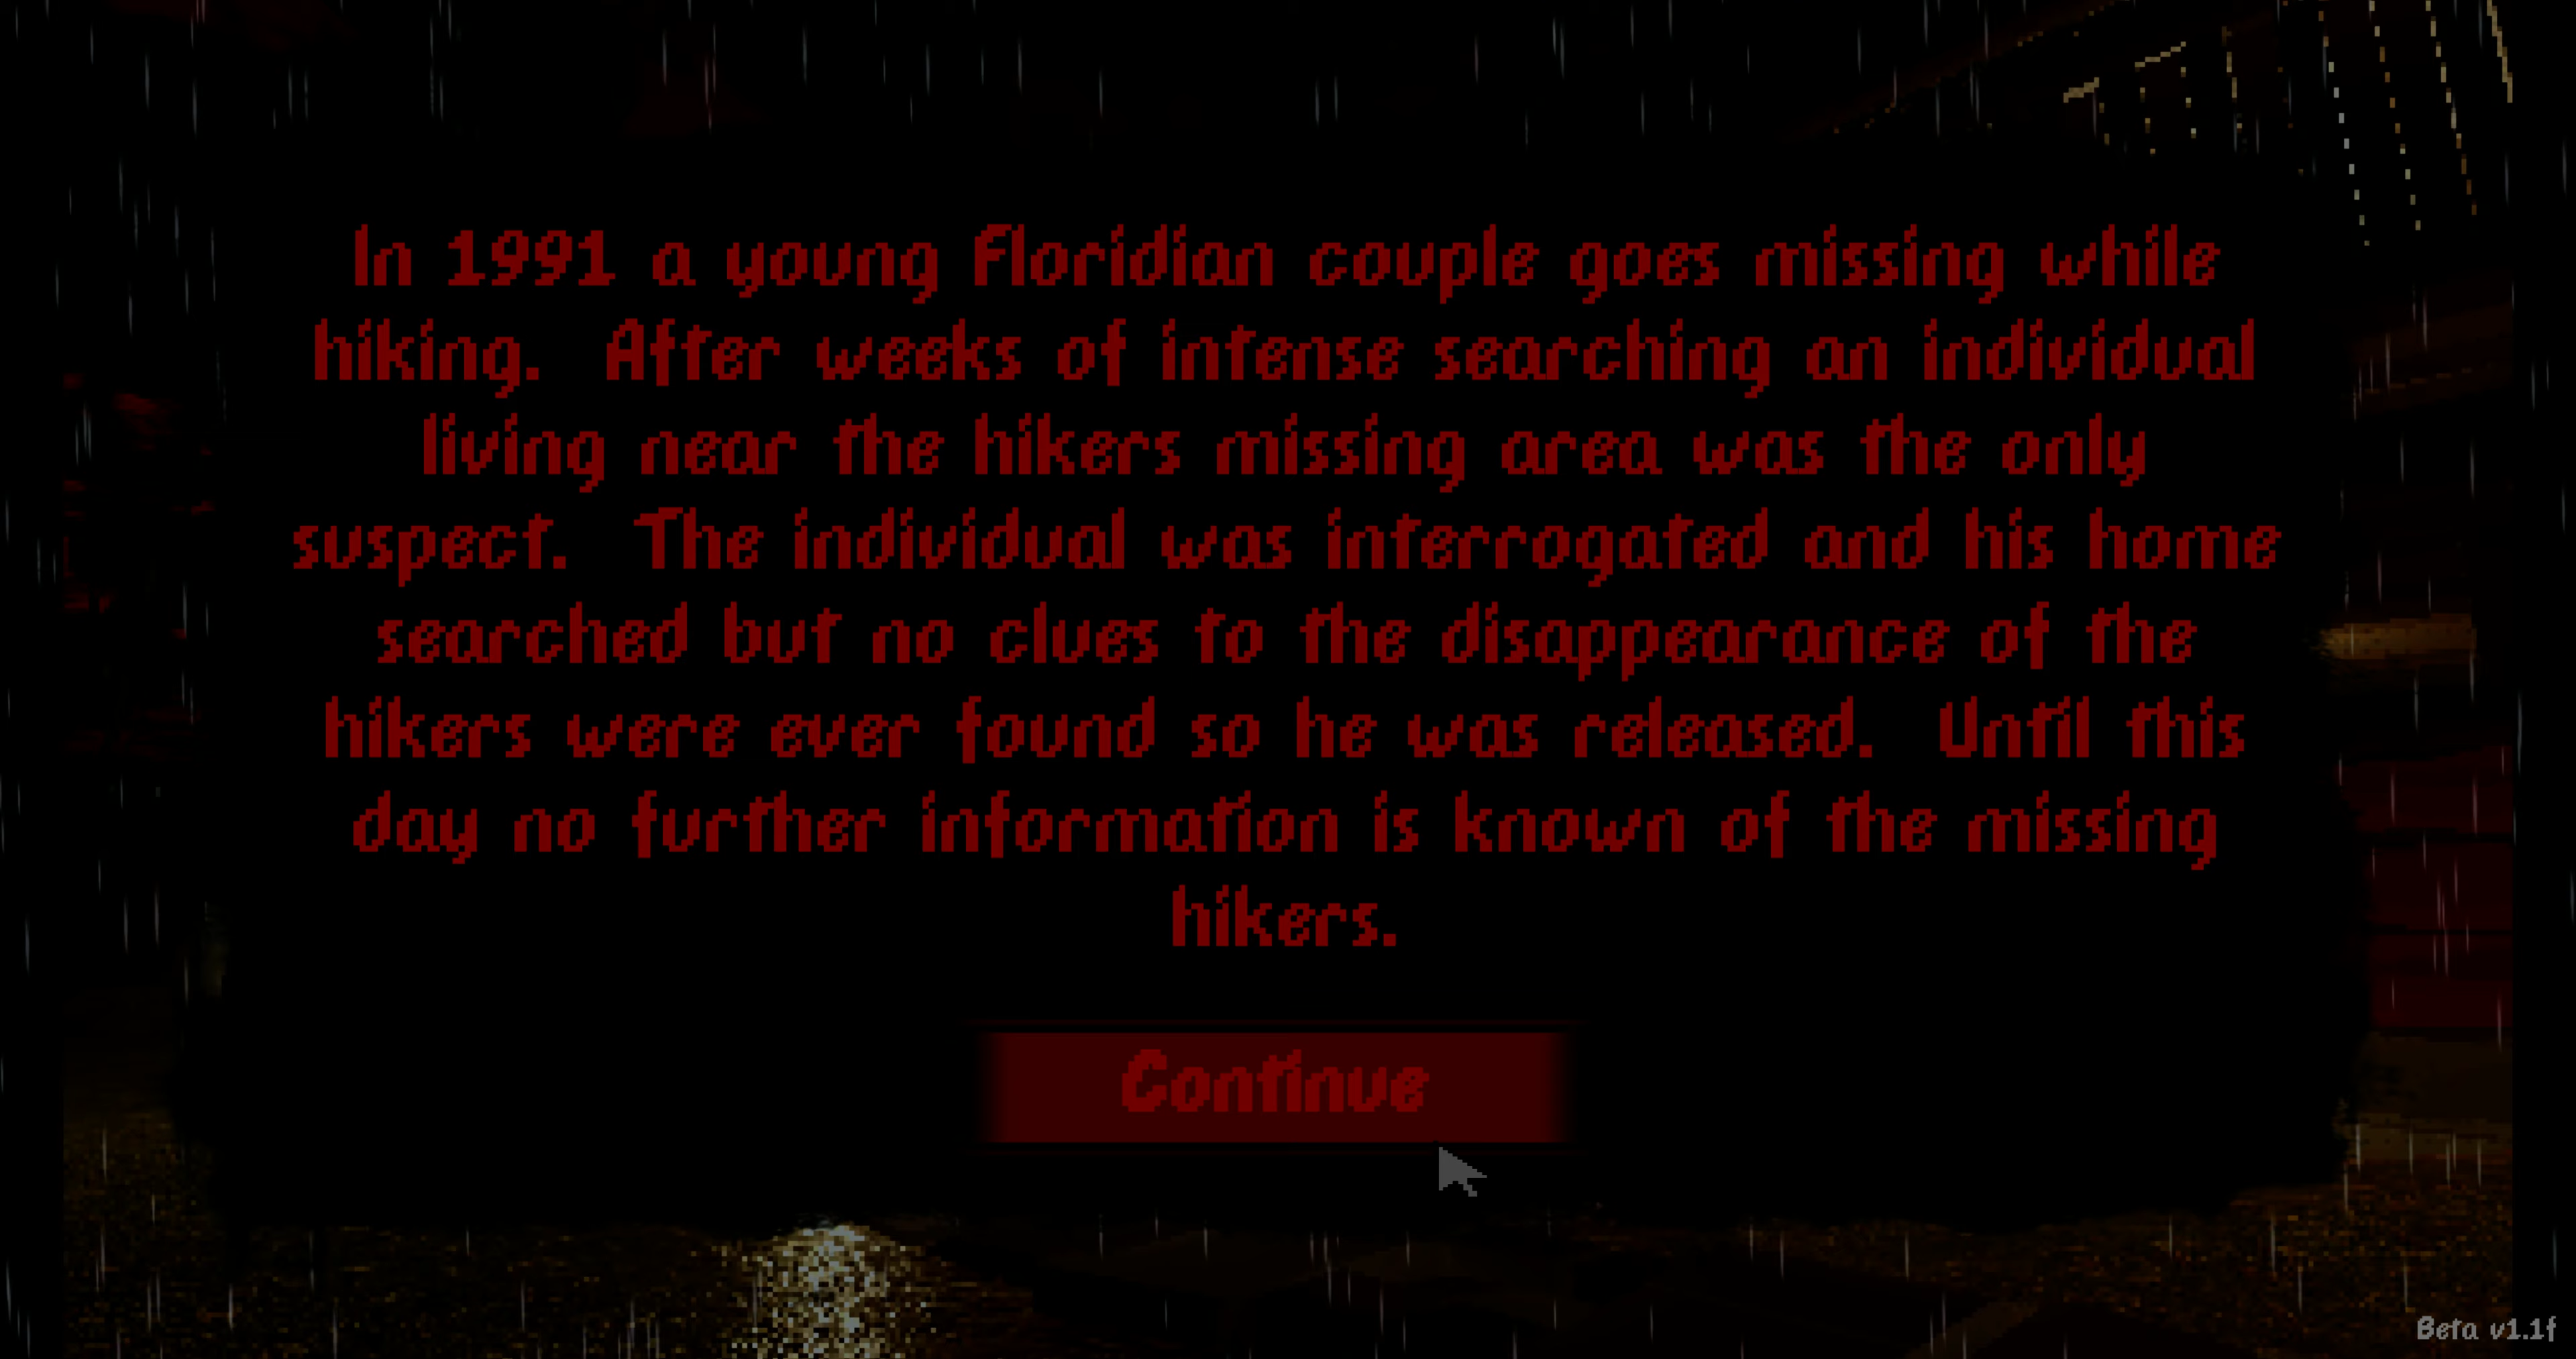 In 1991 a young Floridian couple goes missing while
hiking.  After weeks of intense searching an individual
living near the hikers missing area was the only
suspect.  The individual was interrogated and his home
searched but no clues to the disappearance of the
hikers were ever found so he was released.  Until this
day no further information is known of the missing
hikers.
Continue
Beta v1.1f